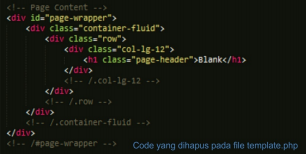 <!-- Page Content -->
<div id="page-wrapper">
<div class="container-fluid">
<div class="row">
<div class="col-lg-12">
<h1 class="page-header">Blank</h1>
</div>
<!-- /.col-lg-12 -->
</div>
<!-- /.row -->
</div>
<!-- /.container-fluid -->
</div>
<!-- /#page-wrapper -->
Code yang dihapus pada file template.php